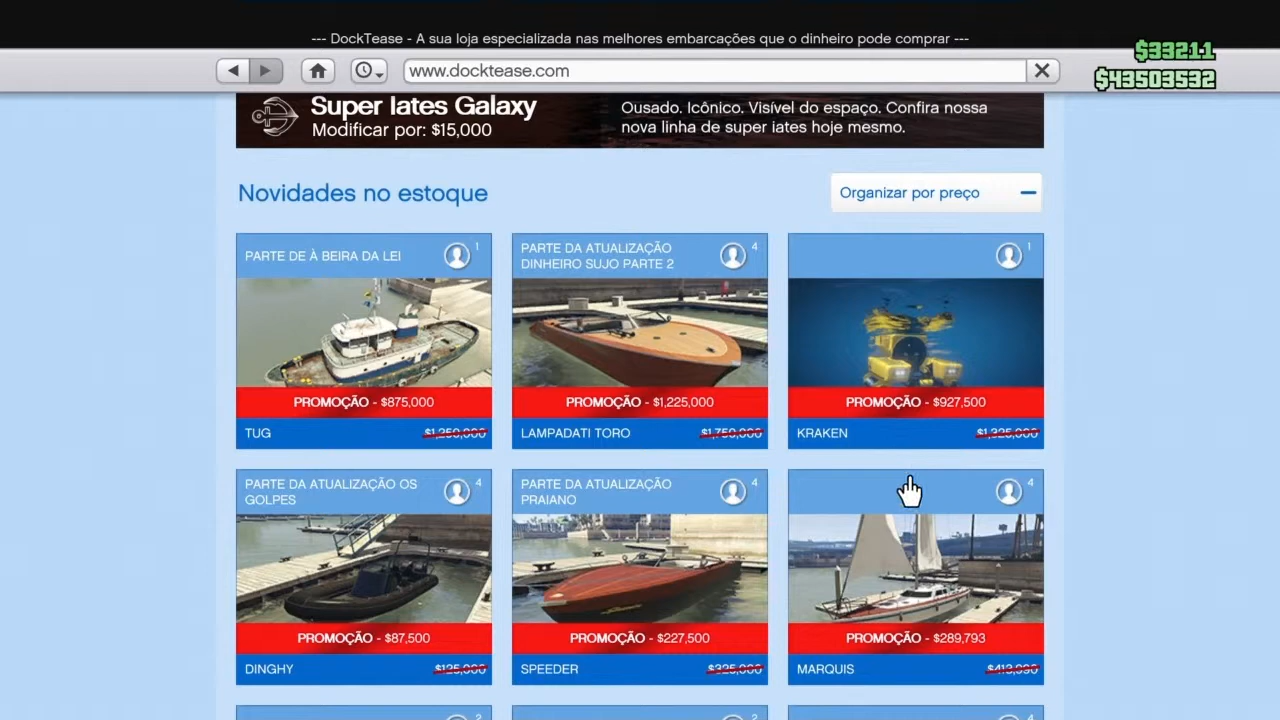 --- DockTease - A sua loja especializada nas melhores embarcações que o dinheiro pode comprar ---
$33211
www.docktease.com
$43503532
Super Iates Galaxy
Modificar por: $15,000
Ousado. Icônico. Visível do espaço. Confira nossa
nova linha de super iates hoje mesmo.
Novidades no estoque
Organizar por preço
PARTE DE À BEIRA DA LEI
1
PROMOÇÃO - $875,000
TUG
$1,250,000
PARTE DA ATUALIZAÇÃO
DINHEIRO SUJO PARTE 2
4
PROMOÇÃO - $1,225,000
LAMPADATI TORO
$1,750,000
1
PROMOÇÃO - $927,500
KRAKEN
$1,325,000
PARTE DA ATUALIZAÇÃO OS
GOLPES
4
PROMOÇÃO - $87,500
DINGHY
$125,000
PARTE DA ATUALIZAÇÃO
PRAIANO
4
PROMOÇÃO - $227,500
SPEEDER
$325,000
4
PROMOÇÃO - $289,793
MARQUIS
$413,990
2
2
4